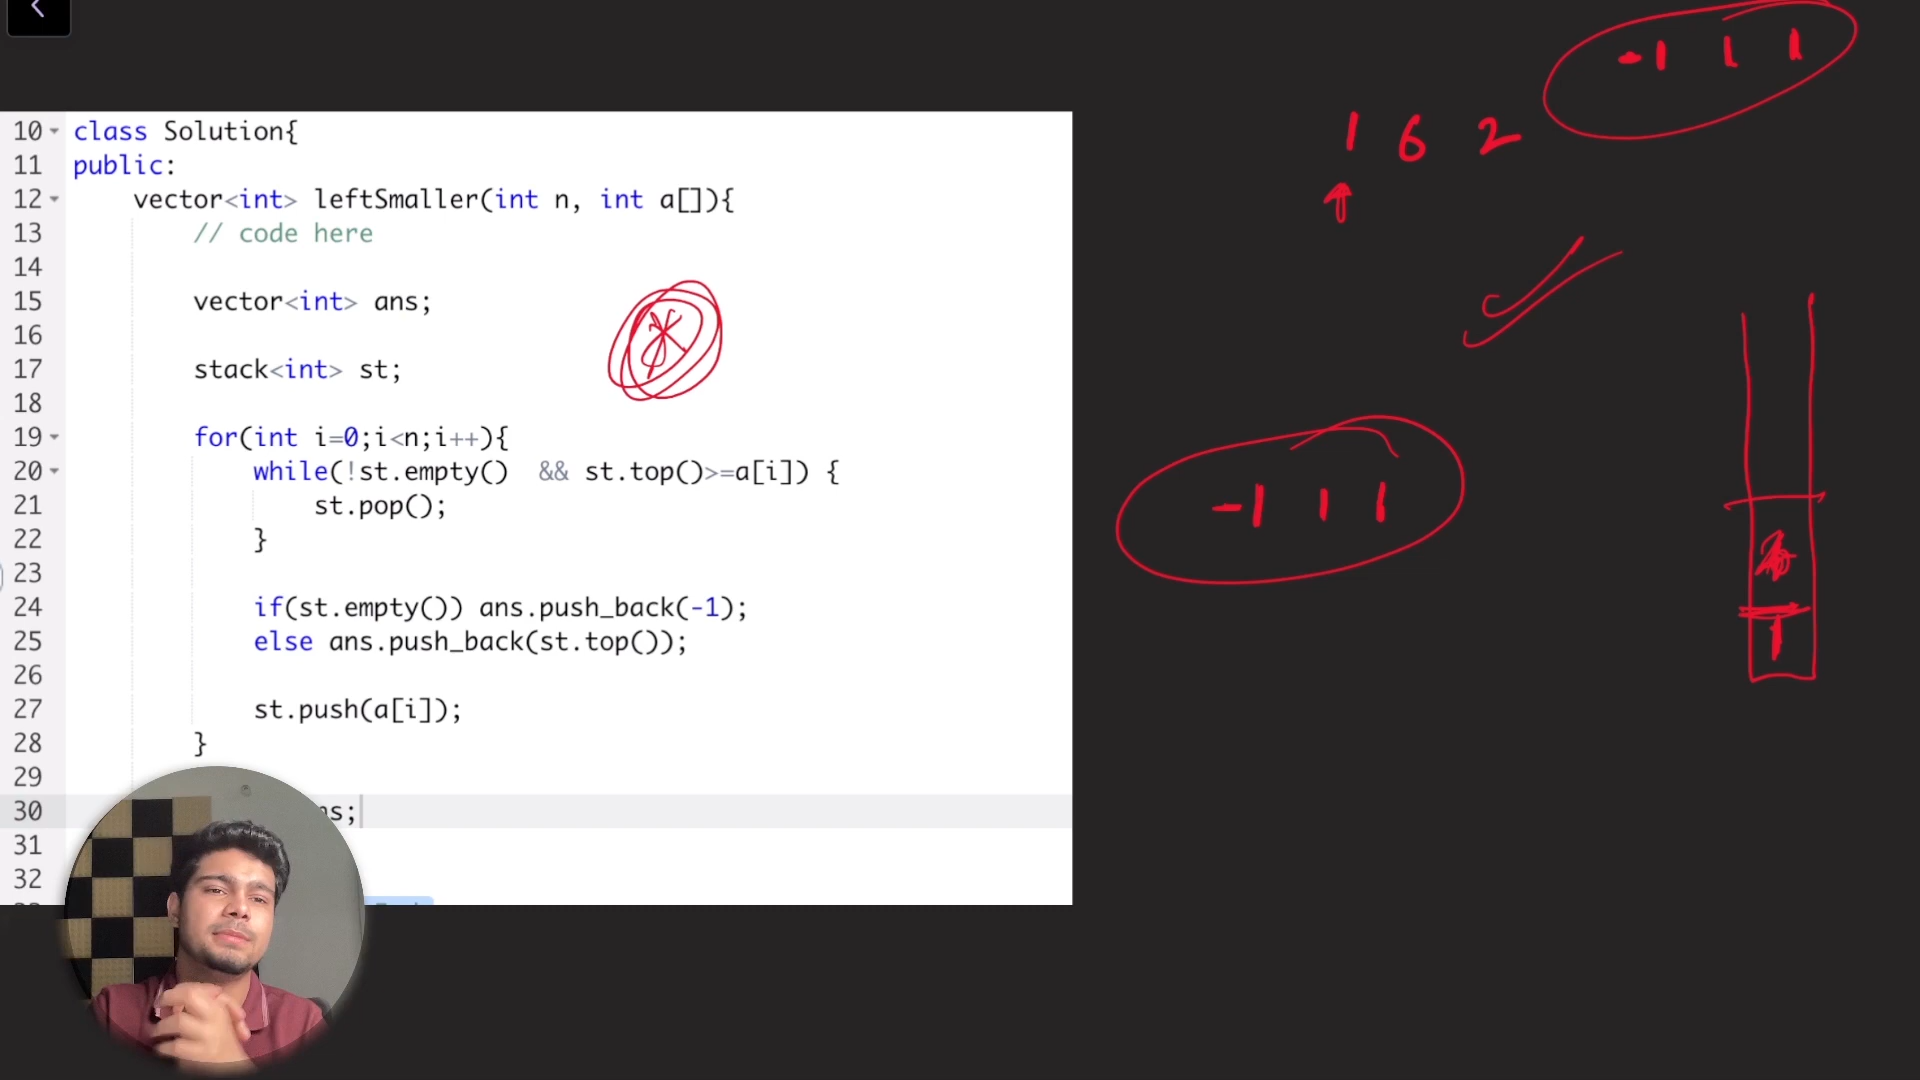 10 class Solution{
11 public:
12 vector<int> leftSmaller(int n, int a[]){
13 // code here
14
15 vector<int> ans;
16
17 stack<int> st;
18
19 for(int i=0;i<n;i++){
20 while(!st.empty() && st.top()>=a[i]) {
21 st.pop();
22 }
23
24 if(st.empty()) ans.push_back(-1);
25 else ans.push_back(st.top());
26
27 st.push(a[i]);
28 }
29
30 s;
31
32
-1 1 1
1 6 2
-1 1 1
1